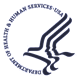 DEPARTMENT OF HEALTH & HUMAN SERVICES • USA